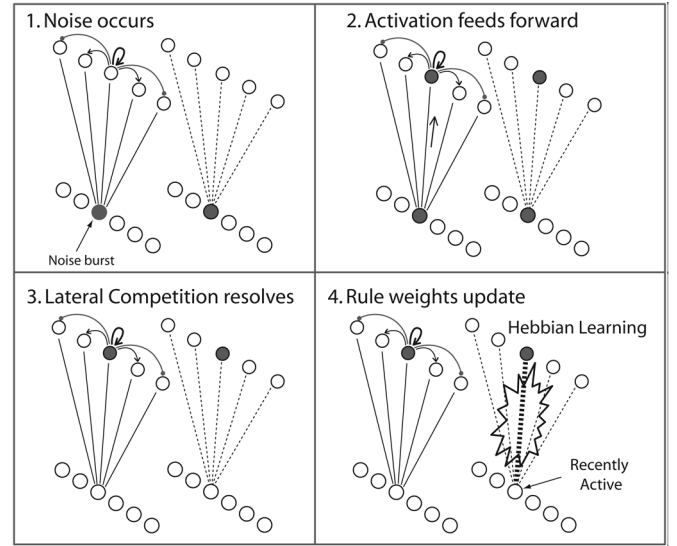 1. Noise occurs
Noise burst
2. Activation feeds forward
3. Lateral Competition resolves
4. Rule weights update
Hebbian Learning
Recently
Active